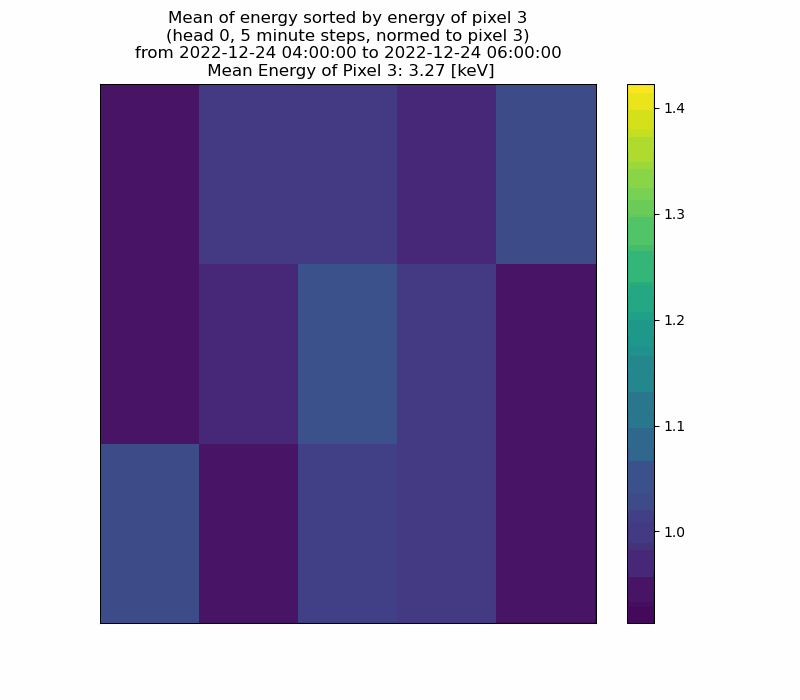 Mean of energy sorted by energy of pixel 3
(head 0, 5 minute steps, normed to pixel 3)
from 2022-12-24 04:00:00 to 2022-12-24 06:00:00
Mean Energy of Pixel 3: 3.27 [keV]
1.4
1.3
1.2
1.1
1.0